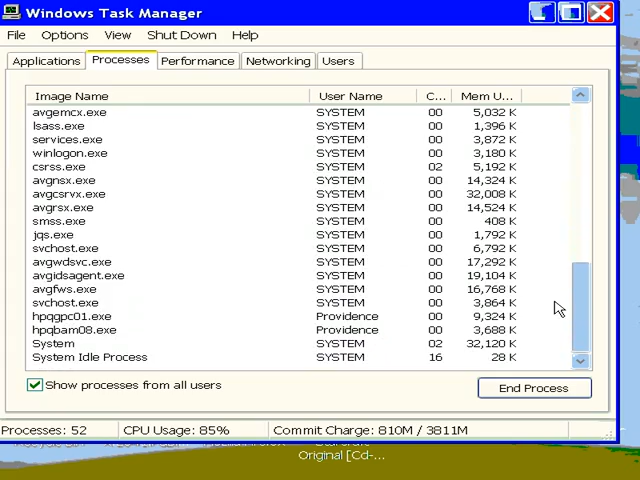 Windows Task Manager
File Options View Shut Down Help
Applications Processes Performance Networking Users
Image Name User Name C... Mem U...
avgemcx.exe SYSTEM 00 5,032 K
lsass.exe SYSTEM 00 1,396 K
services.exe SYSTEM 00 3,872 K
winlogon.exe SYSTEM 00 3,180 K
csrss.exe SYSTEM 02 5,192 K
avgnsx.exe SYSTEM 00 14,324 K
avgcsrvx.exe SYSTEM 00 32,008 K
avgrsx.exe SYSTEM 00 14,524 K
smss.exe SYSTEM 00 408 K
jqs.exe SYSTEM 00 1,792 K
svchost.exe SYSTEM 00 6,792 K
avgwdsvc.exe SYSTEM 00 17,292 K
avgidsagent.exe SYSTEM 00 19,104 K
avgfws.exe SYSTEM 00 16,768 K
svchost.exe SYSTEM 00 3,864 K
hpqgpc01.exe Providence 00 9,324 K
hpqbam08.exe Providence 00 3,688 K
System SYSTEM 02 32,120 K
System Idle Process SYSTEM 16 28 K
Show processes from all users
End Process
Processes: 52 CPU Usage: 85% Commit Charge: 810M / 3811M
Original [Cd-...